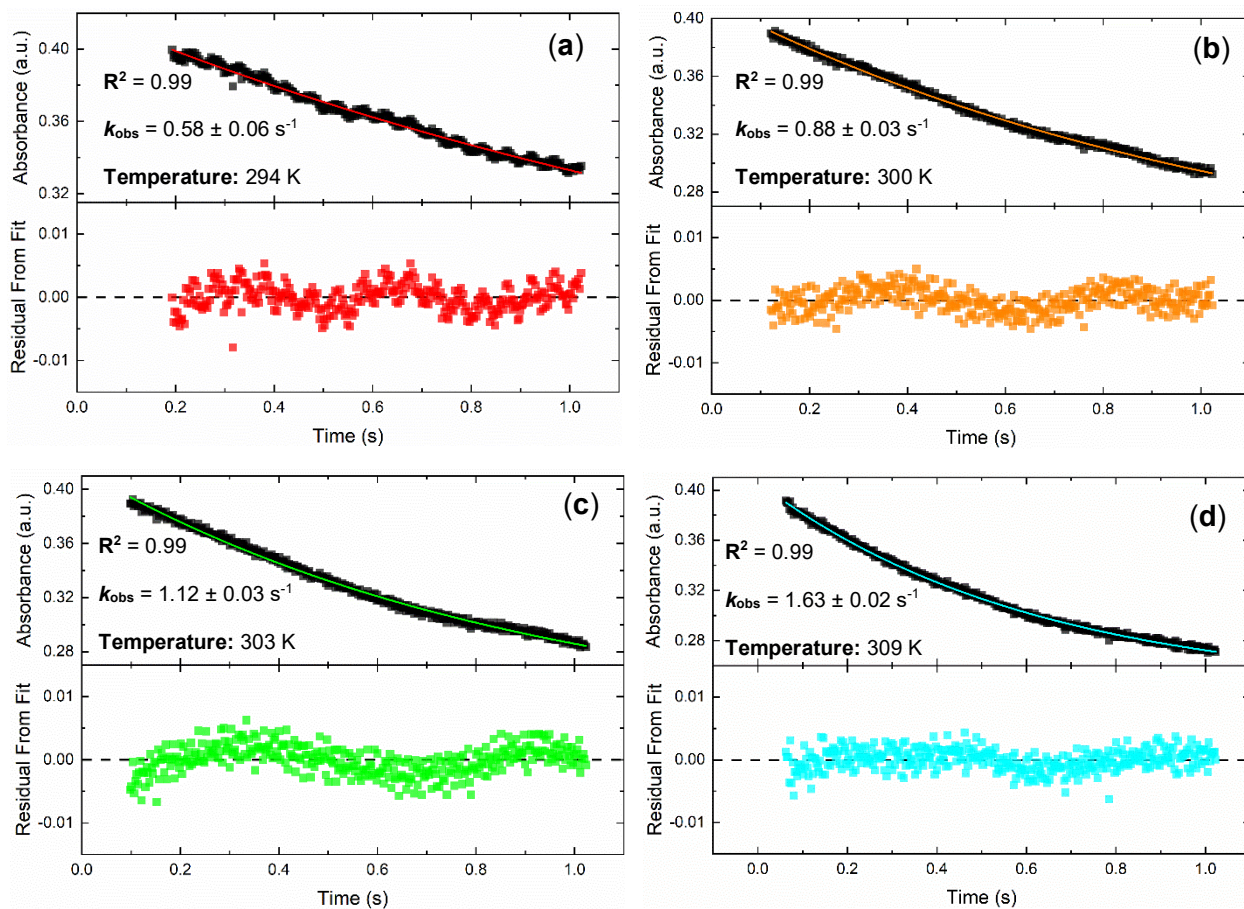 (a)
0.40
0.36
0.32
Absorbance (a.u.)
R² = 0.99
kobs = 0.58 ± 0.06 s⁻¹
Temperature: 294 K
0.01
0.00
-0.01
Residual From Fit
0.0 0.2 0.4 0.6 0.8 1.0
Time (s)
(b)
0.40
0.36
0.32
0.28
Absorbance (a.u.)
R² = 0.99
kobs = 0.88 ± 0.03 s⁻¹
Temperature: 300 K
0.01
0.00
-0.01
Residual From Fit
0.0 0.2 0.4 0.6 0.8 1.0
Time (s)
(c)
0.40
0.36
0.32
0.28
Absorbance (a.u.)
R² = 0.99
kobs = 1.12 ± 0.03 s⁻¹
Temperature: 303 K
0.01
0.00
-0.01
Residual From Fit
0.0 0.2 0.4 0.6 0.8 1.0
Time (s)
(d)
0.40
0.36
0.32
0.28
Absorbance (a.u.)
R² = 0.99
kobs = 1.63 ± 0.02 s⁻¹
Temperature: 309 K
0.01
0.00
-0.01
Residual From Fit
0.0 0.2 0.4 0.6 0.8 1.0
Time (s)